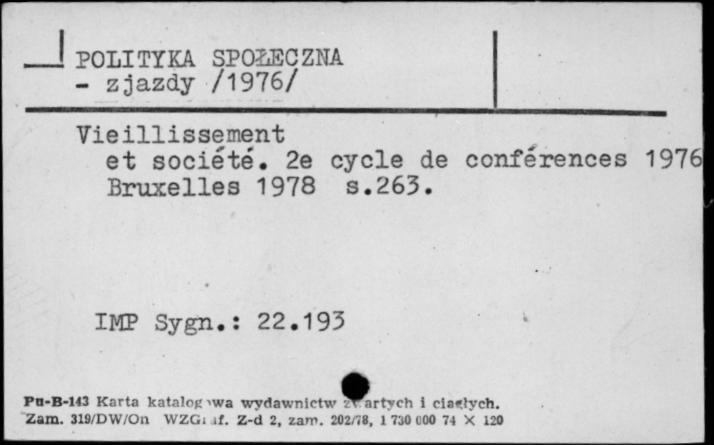 POLITYKA SPOŁECZNA
- zjazdy /1976/
Vieillissement
et société. 2e cycle de conférences 1976
Bruxelles 1978 s.263.
IMP Sygn.: 22.193
Pu-B-143 Karta katalogowa wydawnictw zwartych i ciągłych.
Zam. 319/DW/On WZGraf. Z-d 2, zam. 202/78, 1 730 000 74 × 120